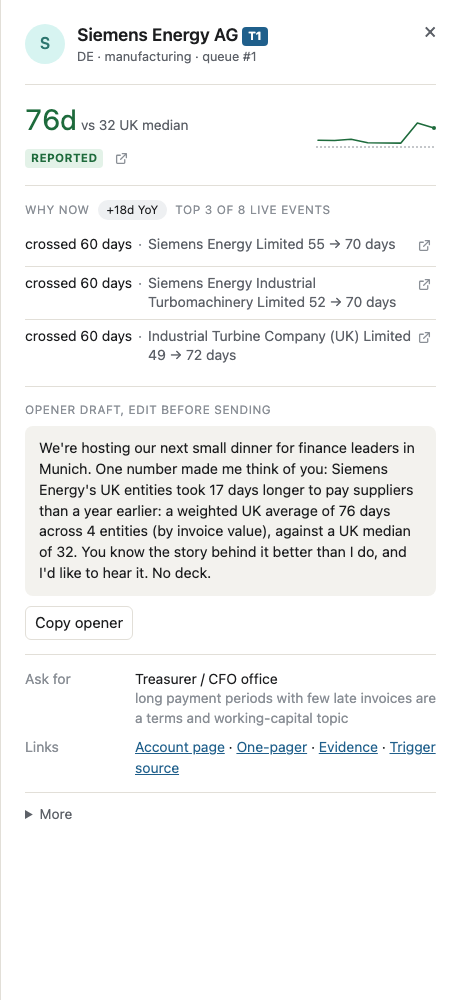 S
Siemens Energy AG T1
×
DE · manufacturing · queue #1
76d vs 32 UK median
REPORTED
WHY NOW +18d YoY TOP 3 OF 8 LIVE EVENTS
crossed 60 days · Siemens Energy Limited 55 → 70 days
crossed 60 days · Siemens Energy Industrial
Turbomachinery Limited 52 → 70 days
crossed 60 days · Industrial Turbine Company (UK) Limited
49 → 72 days
OPENER DRAFT, EDIT BEFORE SENDING
We're hosting our next small dinner for finance leaders in
Munich. One number made me think of you: Siemens
Energy's UK entities took 17 days longer to pay suppliers
than a year earlier: a weighted UK average of 76 days
across 4 entities (by invoice value), against a UK median
of 32. You know the story behind it better than I do, and
I'd like to hear it. No deck.
Copy opener
Ask for Treasurer / CFO office
long payment periods with few late invoices are
a terms and working-capital topic
Links Account page · One-pager · Evidence · Trigger
source
▶ More